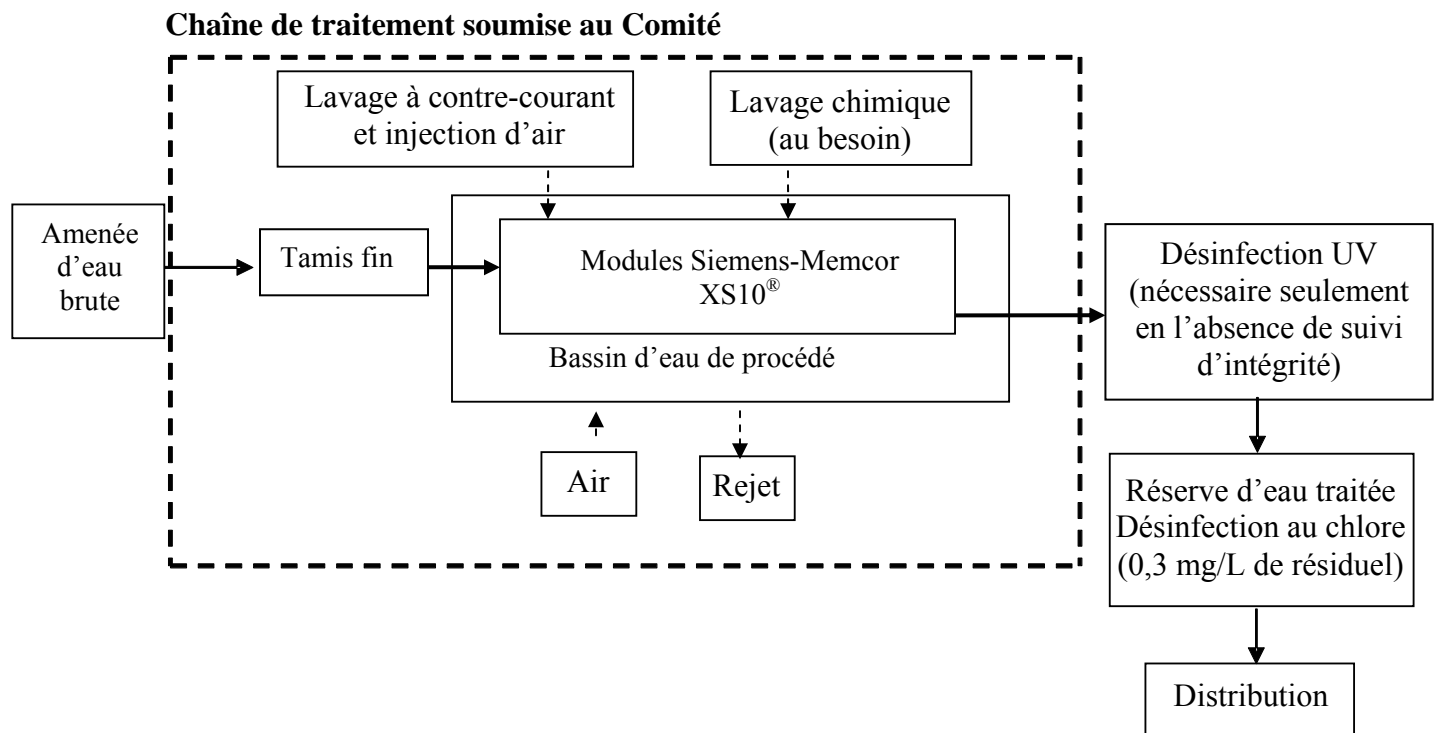 Chaîne de traitement soumise au Comité
Lavage à contre-courant
et injection d’air
Lavage chimique
(au besoin)
Amenée
d’eau
brute
Tamis fin
Modules Siemens-Memcor
XS10®
Bassin d’eau de procédé
Air
Rejet
Désinfection UV
(nécessaire seulement
en l’absence de suivi
d’intégrité)
Réserve d’eau traitée
Désinfection au chlore
(0,3 mg/L de résiduel)
Distribution